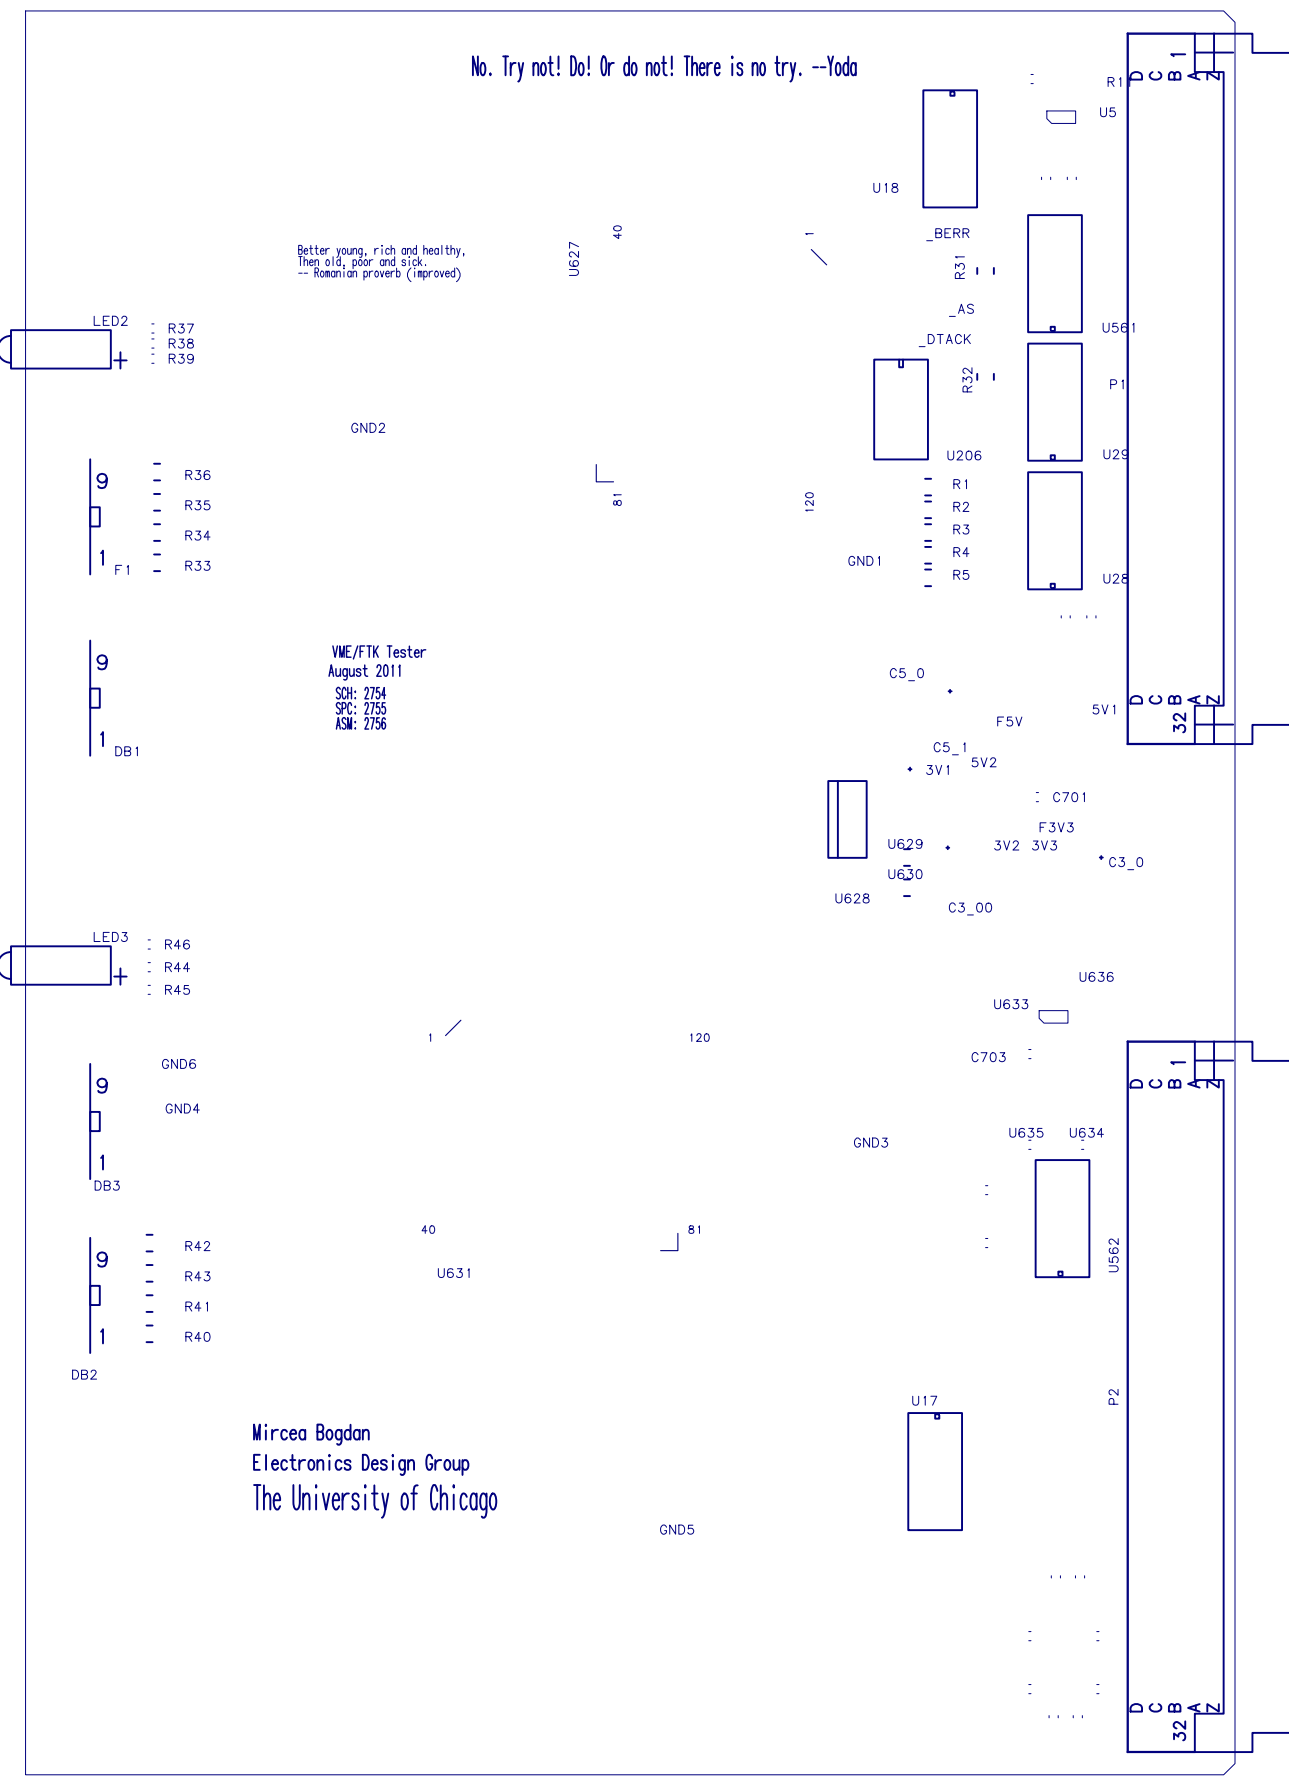 No. Try not! Do! Or do not! There is no try. --Yoda
1
D C B A Z
R11
U5
U18
40
1
_BERR
U627
Better young, rich and healthy,
Then old, poor and sick.
-- Romanian proverb (improved)
R31
_AS
LED2
R37
R38
R39
+
U561
_DTACK
R32
P1
GND2
U206
U29
9
R36
R35
R34
R33
1
F1
81
120
R1
R2
R3
R4
R5
GND1
U28
9
1
DB1
VME/FTK Tester
August 2011
SCH: 2754
SPC: 2755
ASM: 2756
C5_0
D C B A Z
32
5V1
F5V
C5_1
5V2
3V1
C701
F3V3
U629
3V2
3V3
C3_0
U630
U628
C3_00
LED3
R46
R44
R45
+
U636
U633
1
120
C703
1
D C B A Z
GND6
9
GND4
1
DB3
GND3
U635
U634
40
81
U631
U562
9
R42
R43
R41
R40
1
DB2
P2
U17
Mircea Bogdan
Electronics Design Group
The University of Chicago
GND5
D C B A Z
32